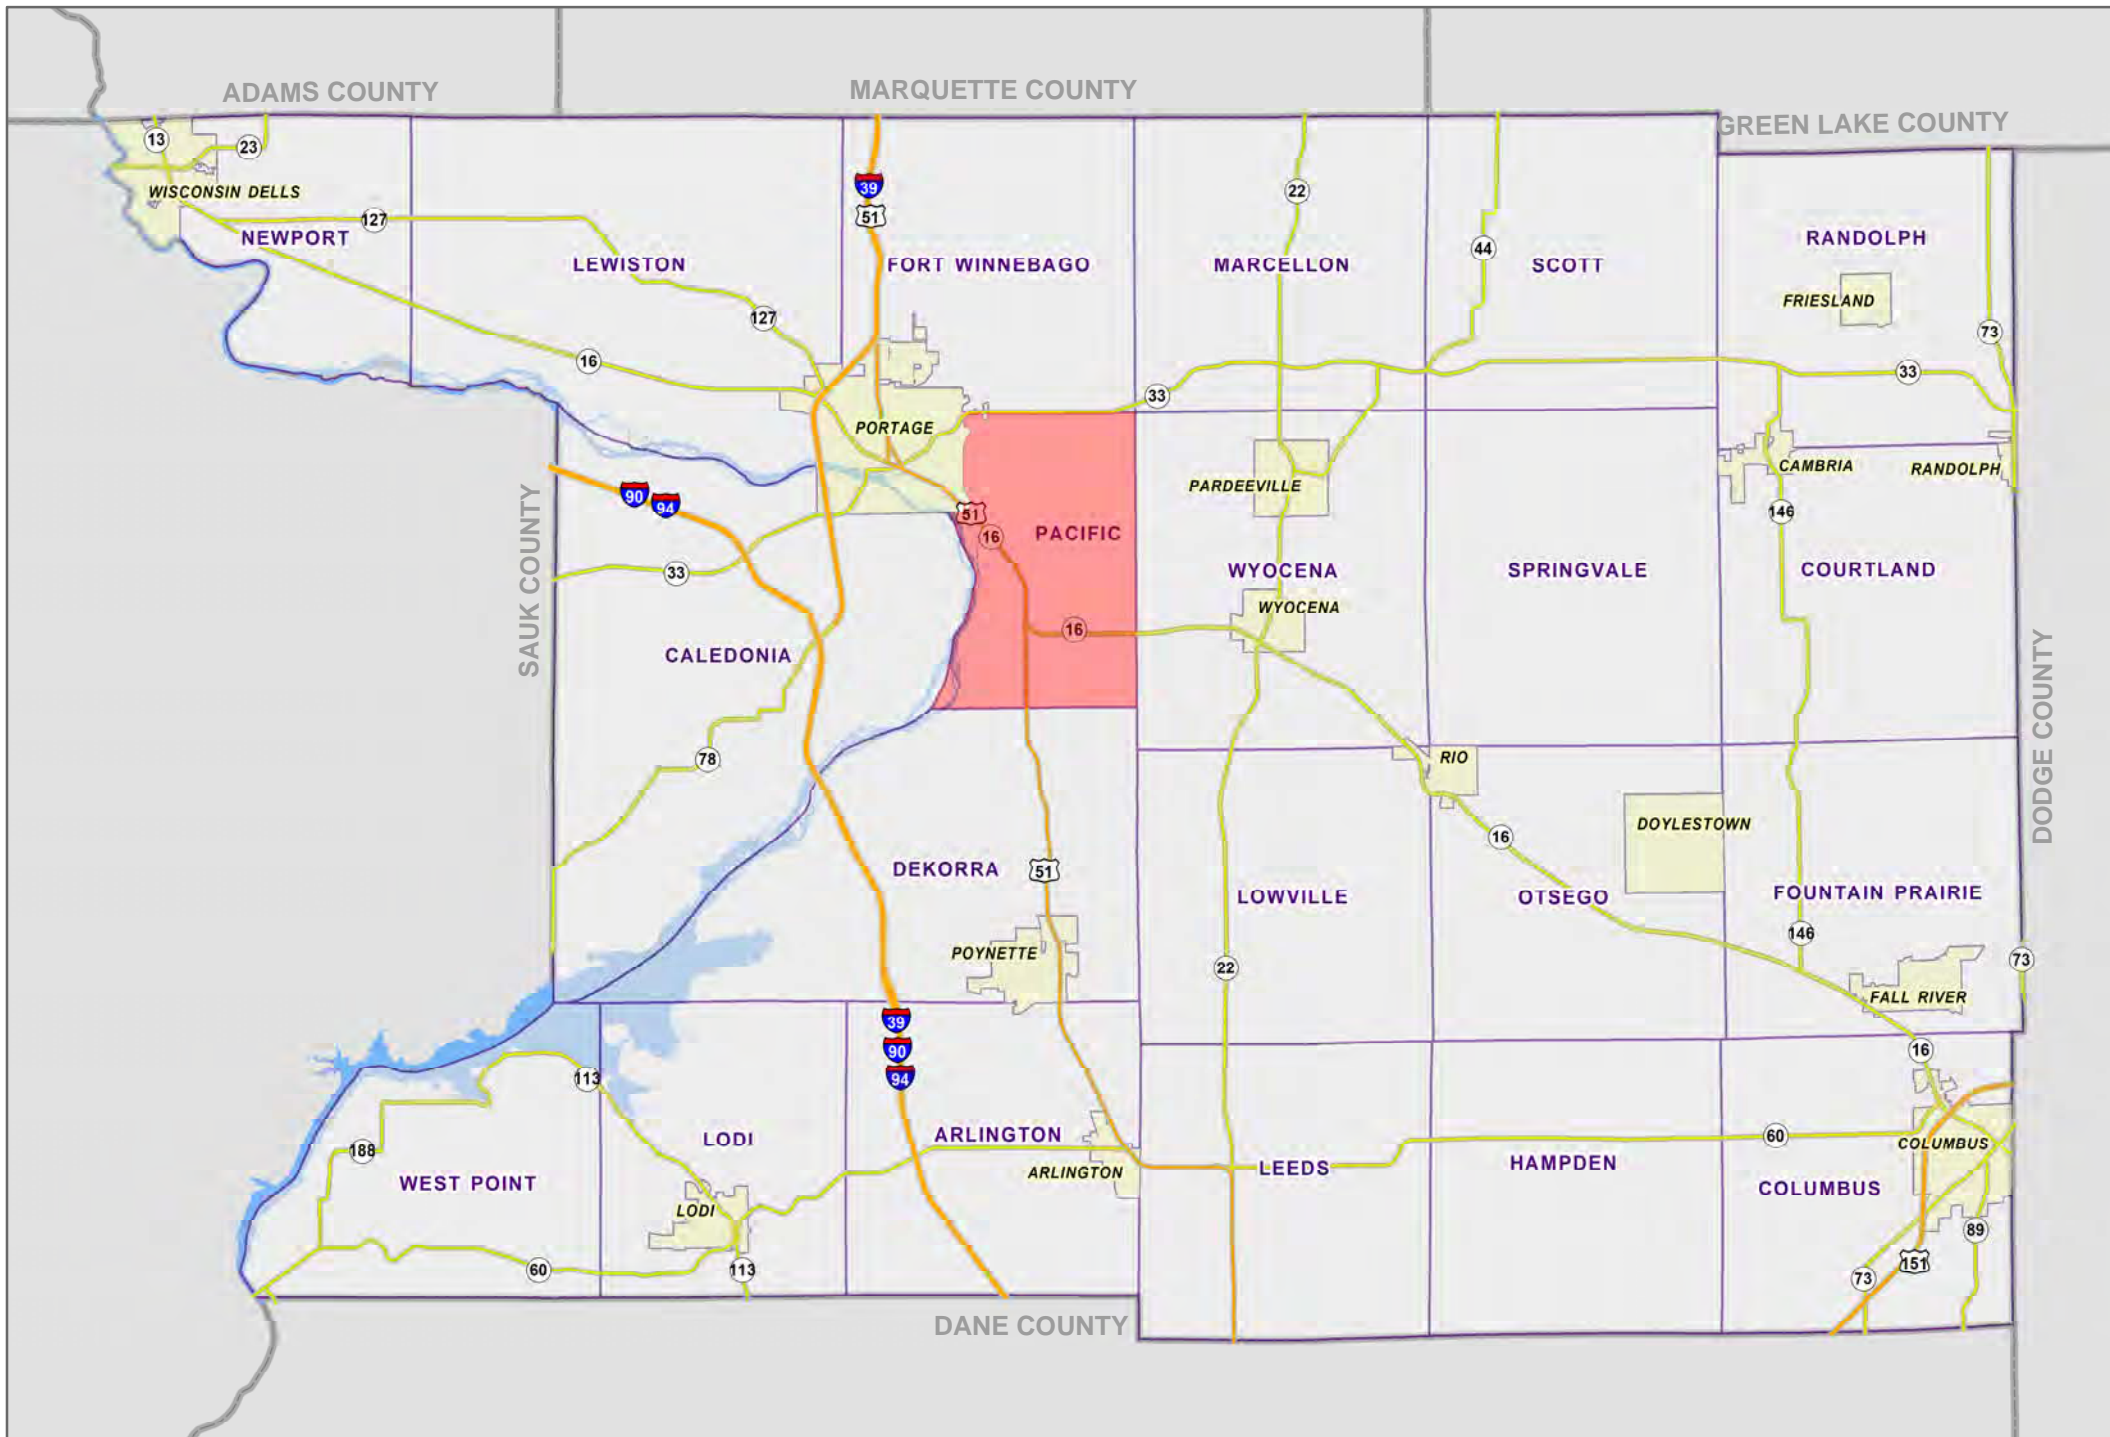 ADAMS COUNTY
MARQUETTE COUNTY
GREEN LAKE COUNTY
13
23
WISCONSIN DELLS
39
51
22
127
NEWPORT
LEWISTON
FORT WINNEBAGO
MARCELLON
44
SCOTT
RANDOLPH
FRIESLAND
127
73
16
33
33
PORTAGE
CAMBRIA
RANDOLPH
PARDEEVILLE
90
94
51
146
16
PACIFIC
SAUK COUNTY
33
WYOCENA
SPRINGVALE
COURTLAND
WYOCENA
16
CALEDONIA
DODGE COUNTY
78
RIO
DOYLESTOWN
16
DEKORRA
51
LOWVILLE
OTSEGO
FOUNTAIN PRAIRIE
146
POYNETTE
22
73
FALL RIVER
39
90
94
16
113
LODI
ARLINGTON
60
COLUMBUS
188
WEST POINT
ARLINGTON
LEEDS
HAMPDEN
COLUMBUS
LODI
89
60
113
151
73
DANE COUNTY